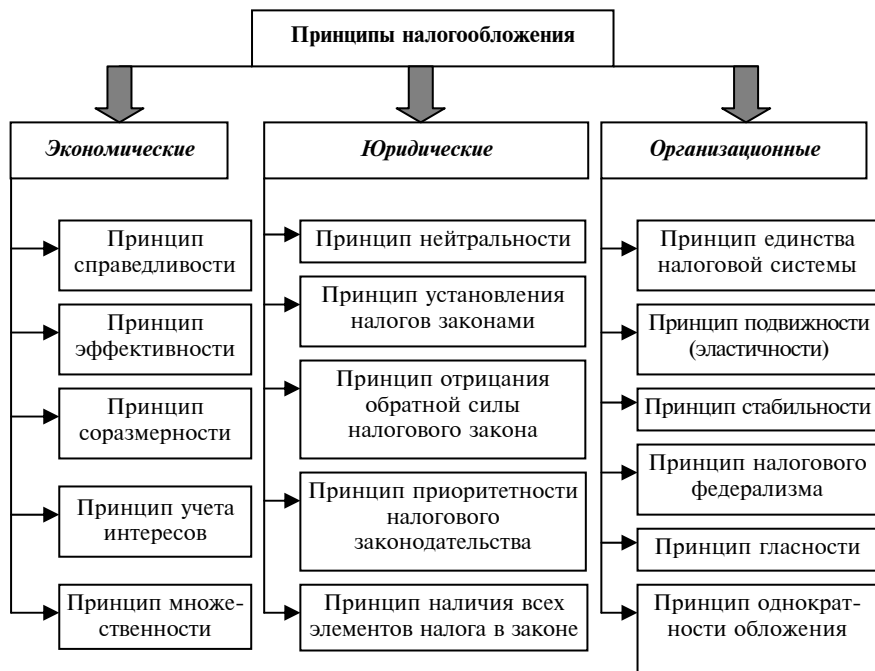 Принципы налогообложения
Экономические
Принцип
справедливости
Принцип
эффективности
Принцип
соразмерности
Принцип учета
интересов
Принцип множе-
ственности
Юридические
Принцип нейтральности
Принцип установления
налогов законами
Принцип отрицания
обратной силы
налогового закона
Принцип приоритетности
налогового
законодательства
Принцип наличия всех
элементов налога в законе
Организационные
Принцип единства
налоговой системы
Принцип подвижности
(эластичности)
Принцип стабильности
Принцип налогового
федерализма
Принцип гласности
Принцип однократ-
ности обложения